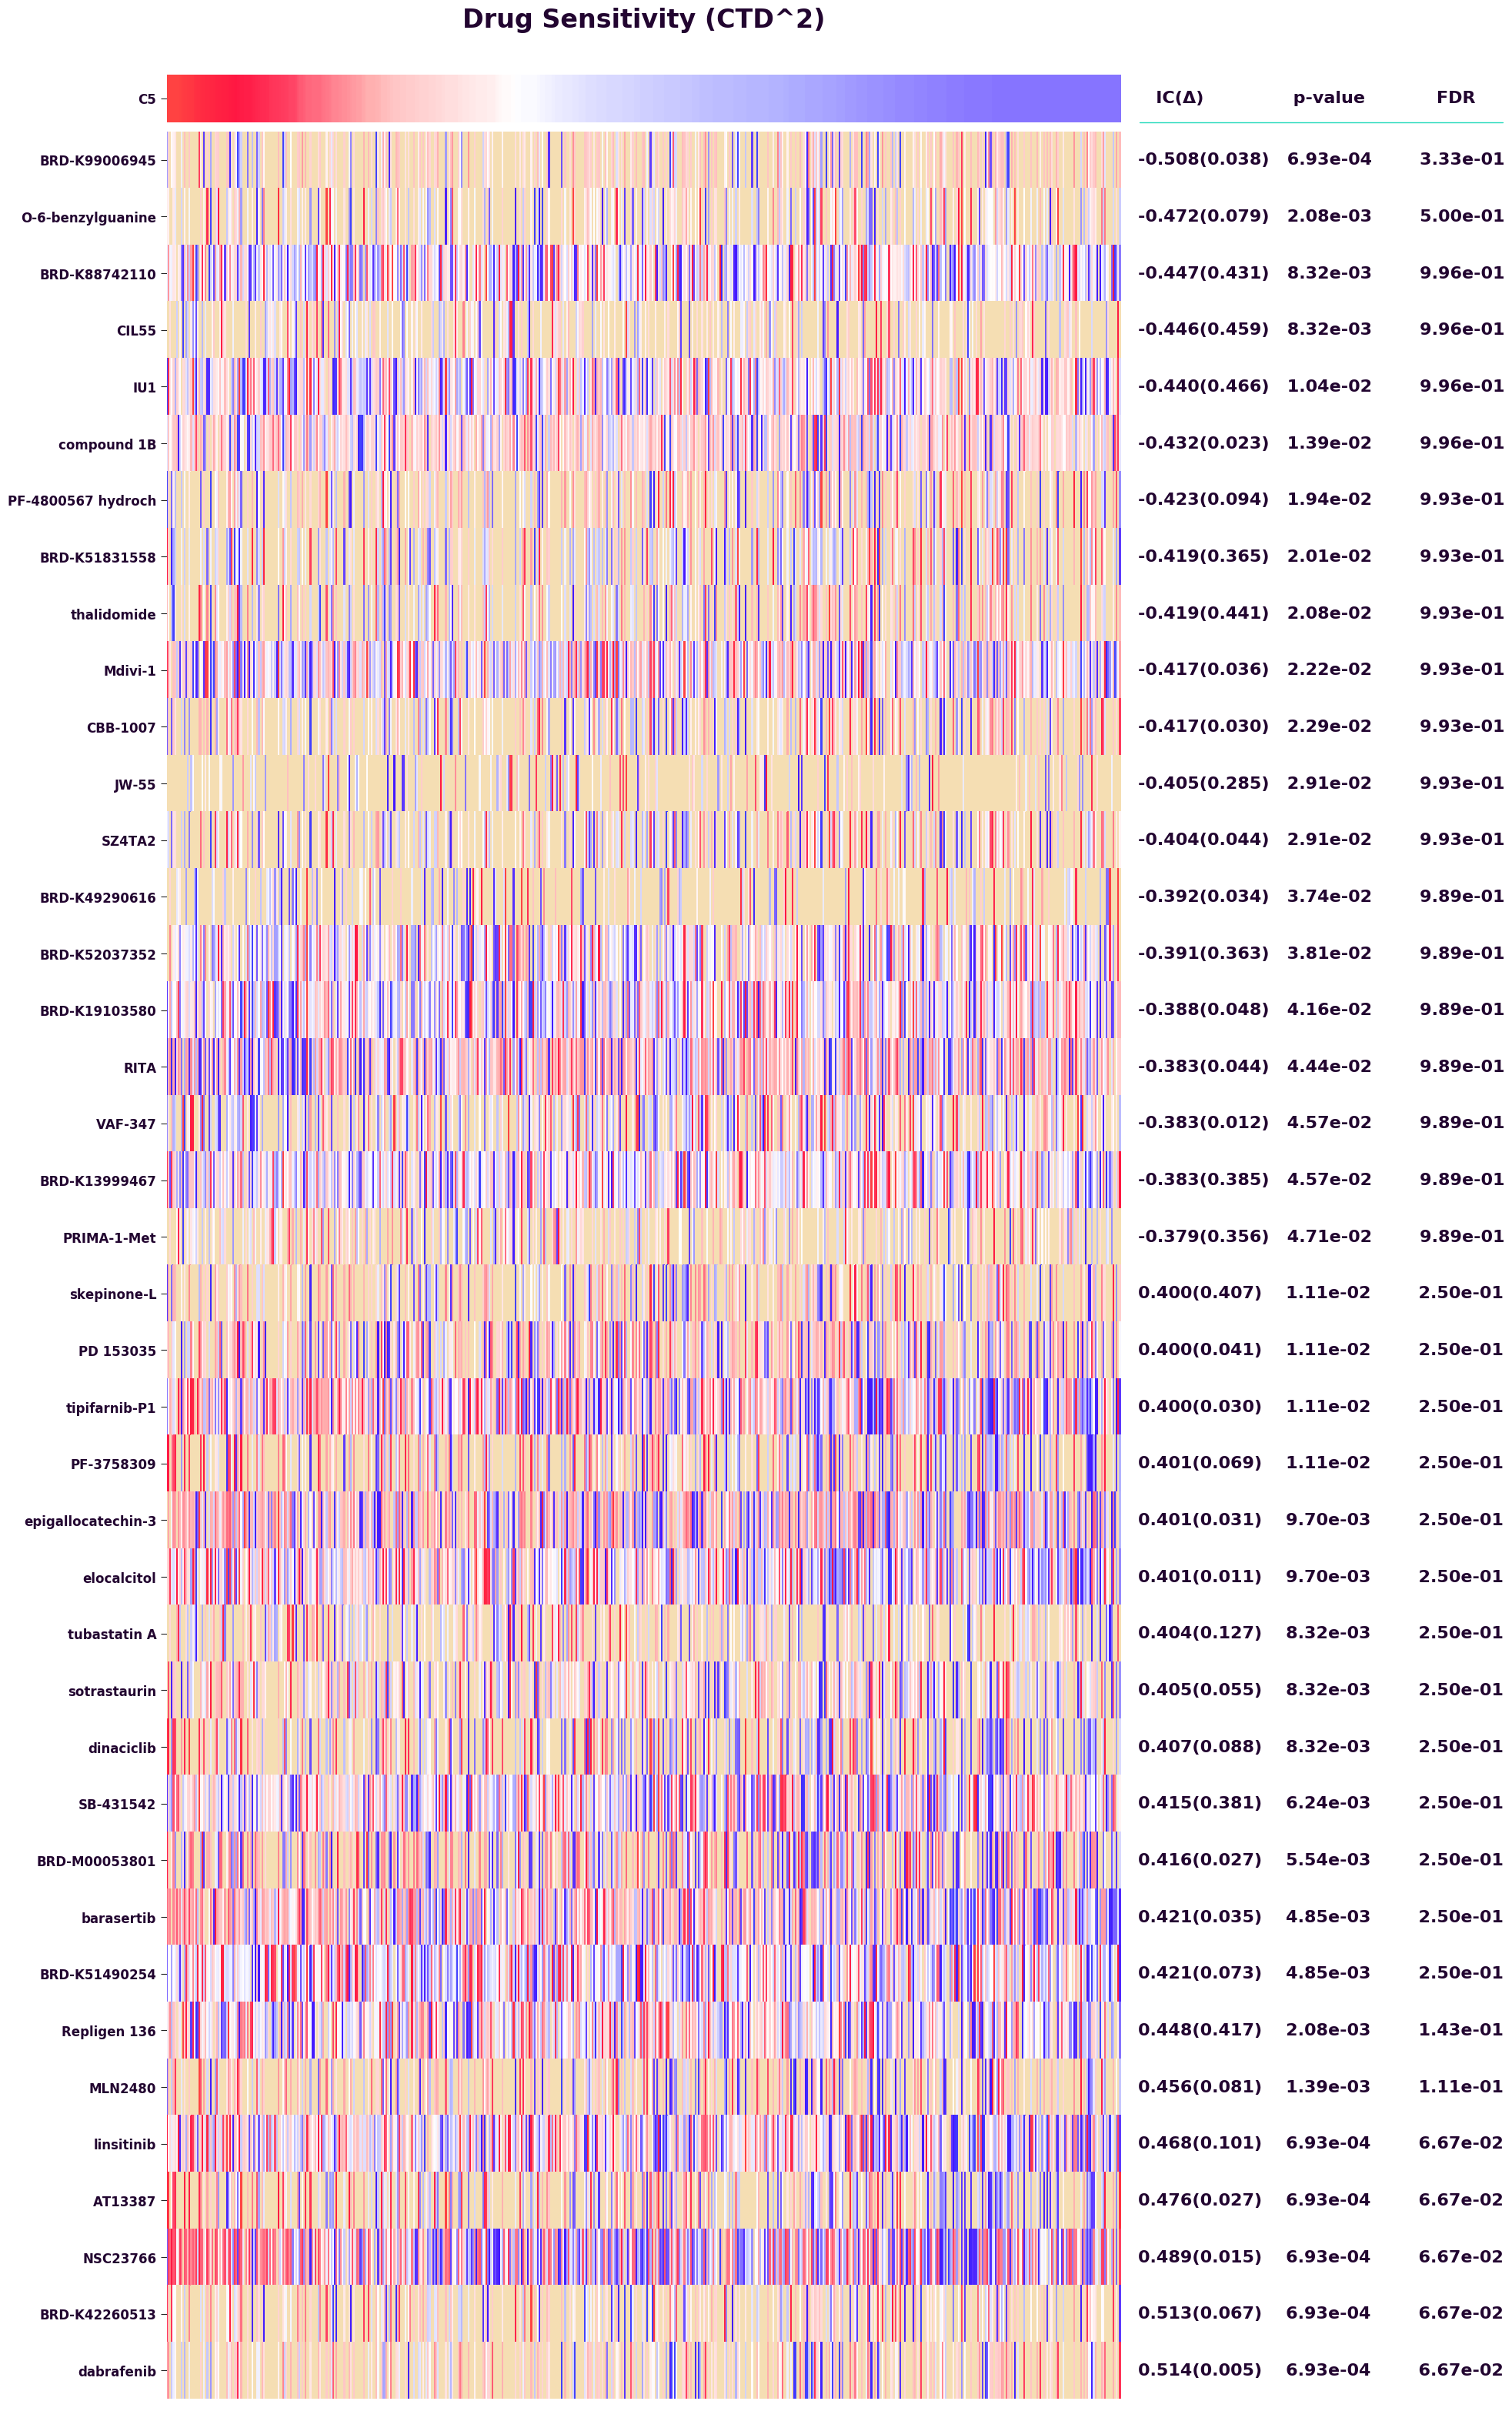 Drug Sensitivity (CTD^2)
C5 IC(Δ) p-value FDR
BRD-K99006945 -0.508(0.038) 6.93e-04 3.33e-01
O-6-benzylguanine -0.472(0.079) 2.08e-03 5.00e-01
BRD-K88742110 -0.447(0.431) 8.32e-03 9.96e-01
CIL55 -0.446(0.459) 8.32e-03 9.96e-01
IU1 -0.440(0.466) 1.04e-02 9.96e-01
compound 1B -0.432(0.023) 1.39e-02 9.96e-01
PF-4800567 hydroch -0.423(0.094) 1.94e-02 9.93e-01
BRD-K51831558 -0.419(0.365) 2.01e-02 9.93e-01
thalidomide -0.419(0.441) 2.08e-02 9.93e-01
Mdivi-1 -0.417(0.036) 2.22e-02 9.93e-01
CBB-1007 -0.417(0.030) 2.29e-02 9.93e-01
JW-55 -0.405(0.285) 2.91e-02 9.93e-01
SZ4TA2 -0.404(0.044) 2.91e-02 9.93e-01
BRD-K49290616 -0.392(0.034) 3.74e-02 9.89e-01
BRD-K52037352 -0.391(0.363) 3.81e-02 9.89e-01
BRD-K19103580 -0.388(0.048) 4.16e-02 9.89e-01
RITA -0.383(0.044) 4.44e-02 9.89e-01
VAF-347 -0.383(0.012) 4.57e-02 9.89e-01
BRD-K13999467 -0.383(0.385) 4.57e-02 9.89e-01
PRIMA-1-Met -0.379(0.356) 4.71e-02 9.89e-01
skepinone-L 0.400(0.407) 1.11e-02 2.50e-01
PD 153035 0.400(0.041) 1.11e-02 2.50e-01
tipifarnib-P1 0.400(0.030) 1.11e-02 2.50e-01
PF-3758309 0.401(0.069) 1.11e-02 2.50e-01
epigallocatechin-3 0.401(0.031) 9.70e-03 2.50e-01
elocalcitol 0.401(0.011) 9.70e-03 2.50e-01
tubastatin A 0.404(0.127) 8.32e-03 2.50e-01
sotrastaurin 0.405(0.055) 8.32e-03 2.50e-01
dinaciclib 0.407(0.088) 8.32e-03 2.50e-01
SB-431542 0.415(0.381) 6.24e-03 2.50e-01
BRD-M00053801 0.416(0.027) 5.54e-03 2.50e-01
barasertib 0.421(0.035) 4.85e-03 2.50e-01
BRD-K51490254 0.421(0.073) 4.85e-03 2.50e-01
Repligen 136 0.448(0.417) 2.08e-03 1.43e-01
MLN2480 0.456(0.081) 1.39e-03 1.11e-01
linsitinib 0.468(0.101) 6.93e-04 6.67e-02
AT13387 0.476(0.027) 6.93e-04 6.67e-02
NSC23766 0.489(0.015) 6.93e-04 6.67e-02
BRD-K42260513 0.513(0.067) 6.93e-04 6.67e-02
dabrafenib 0.514(0.005) 6.93e-04 6.67e-02